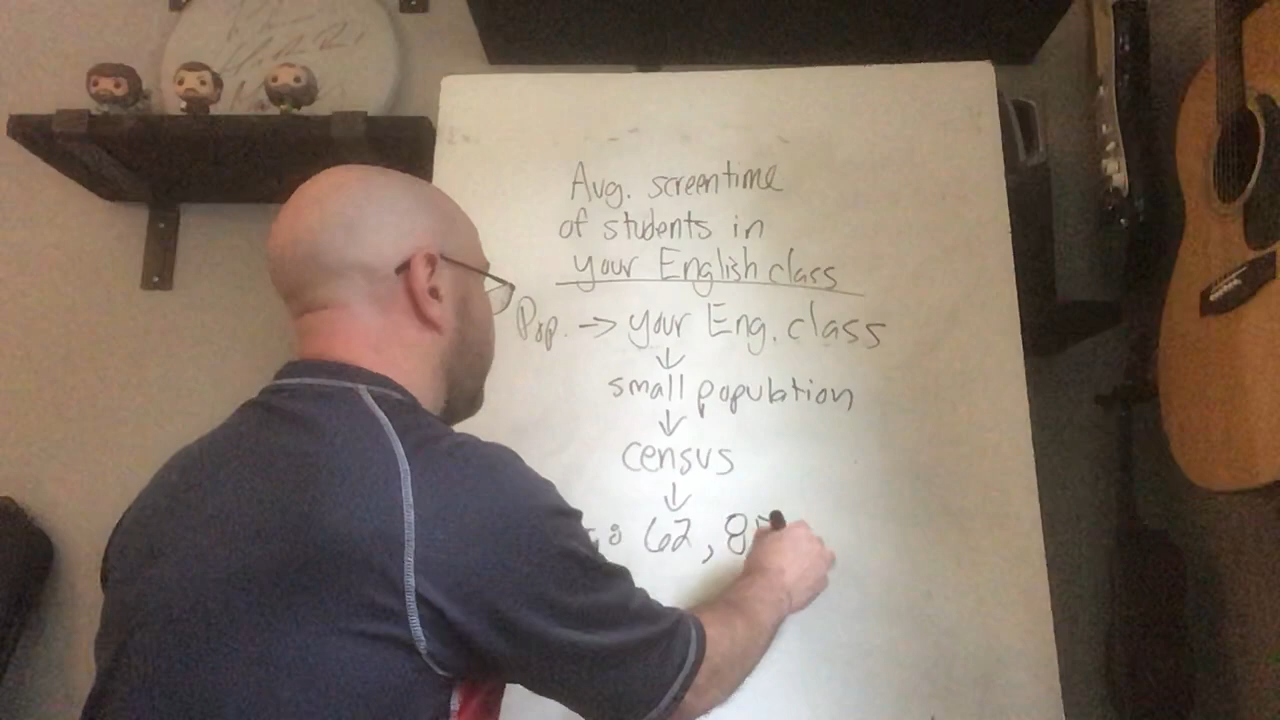 Avg. screentime
of students in
your English class
Pop. → your Eng. class
↓
small population
↓
census
↓
: 62, 8